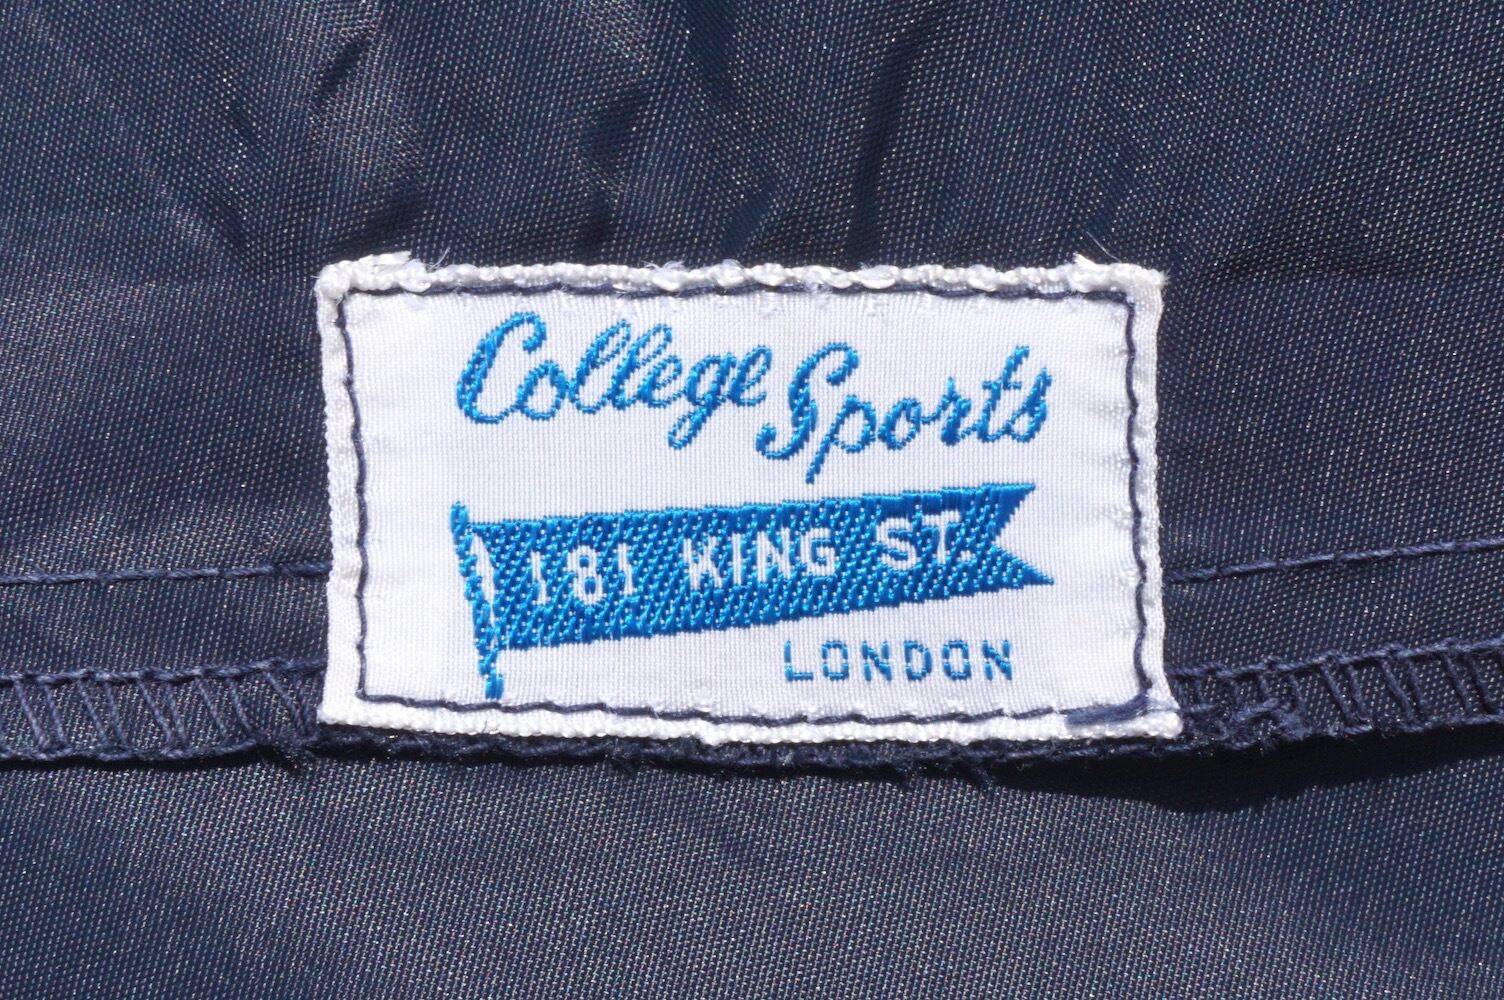 College Sports
181 KING ST.
LONDON